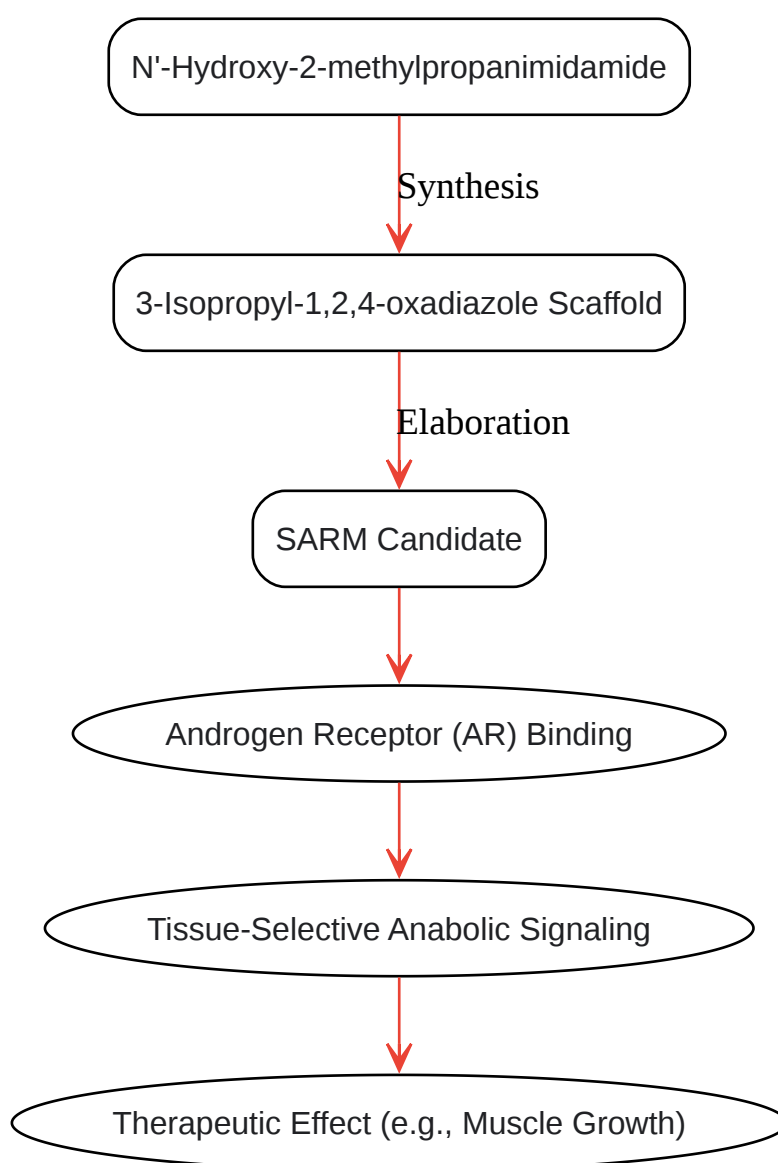 N'-Hydroxy-2-methylpropanimidamide
Synthesis
3-Isopropyl-1,2,4-oxadiazole Scaffold
Elaboration
SARM Candidate
Androgen Receptor (AR) Binding
Tissue-Selective Anabolic Signaling
Therapeutic Effect (e.g., Muscle Growth)